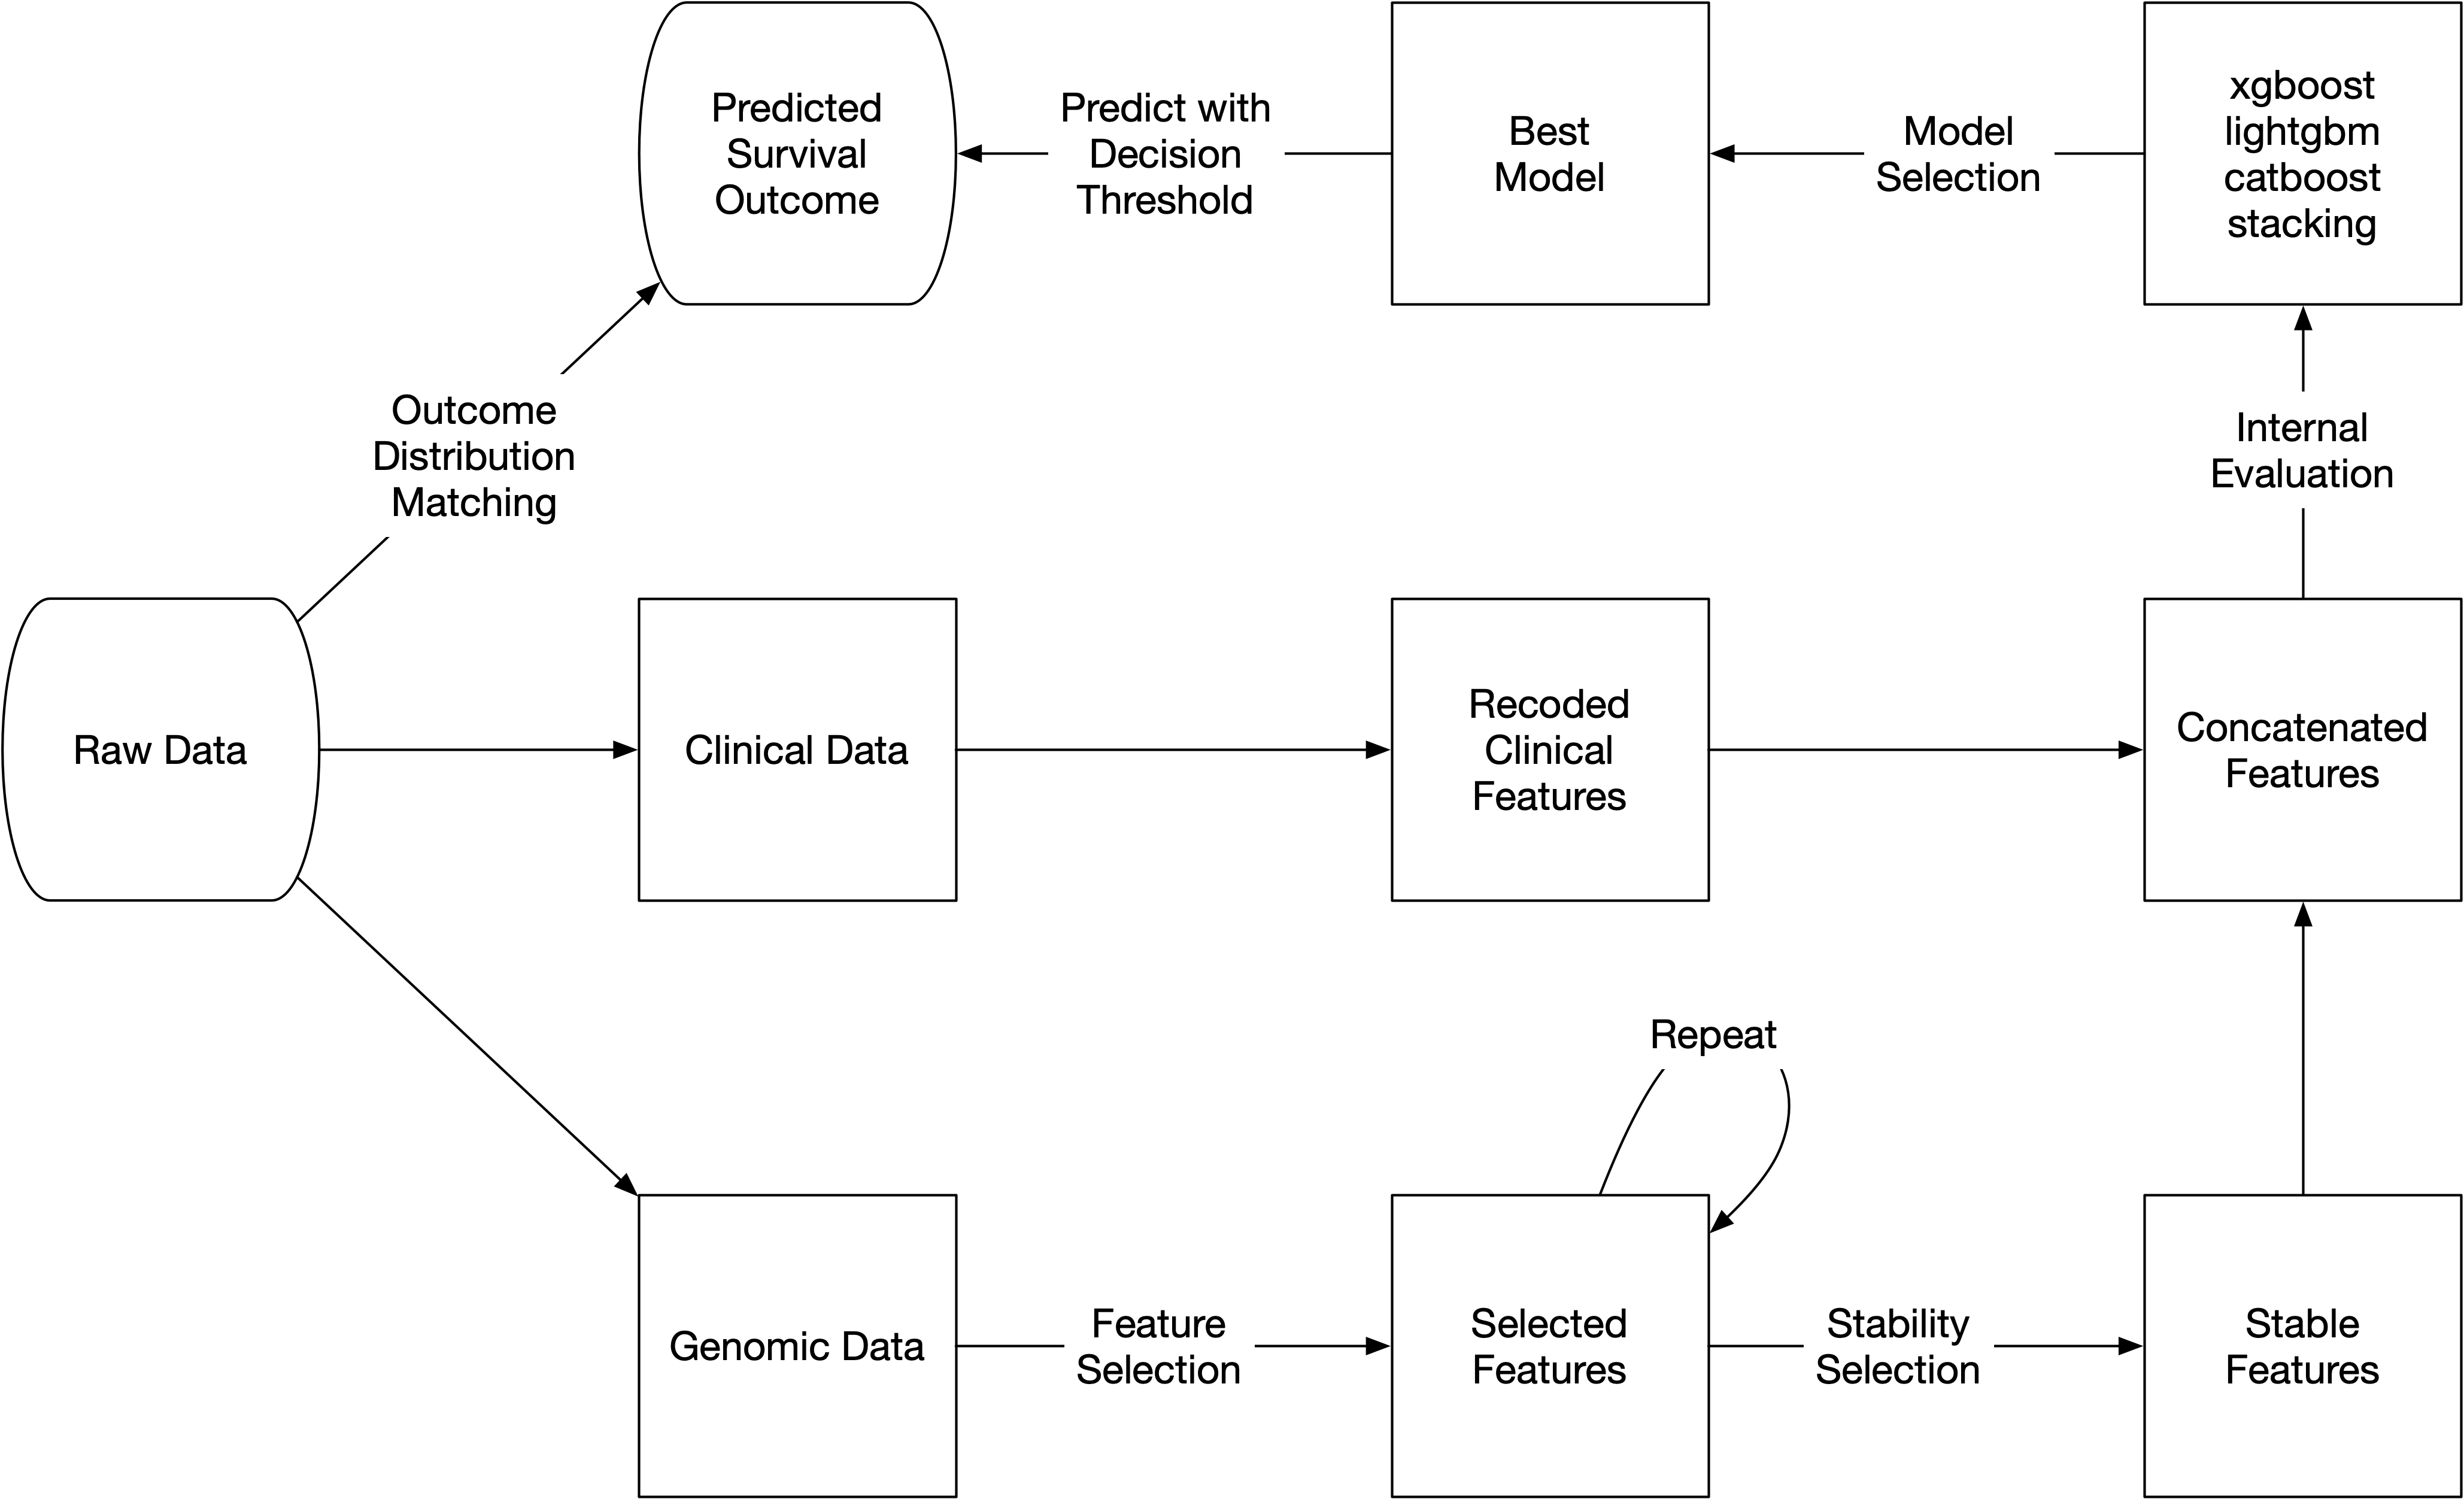 Predicted
Survival
Outcome
Predict with
Decision
Threshold
Best
Model
Model
Selection
xgboost
lightgbm
catboost
stacking
Outcome
Distribution
Matching
Internal
Evaluation
Raw Data
Clinical Data
Recoded
Clinical
Features
Concatenated
Features
Repeat
Genomic Data
Feature
Selection
Selected
Features
Stability
Selection
Stable
Features